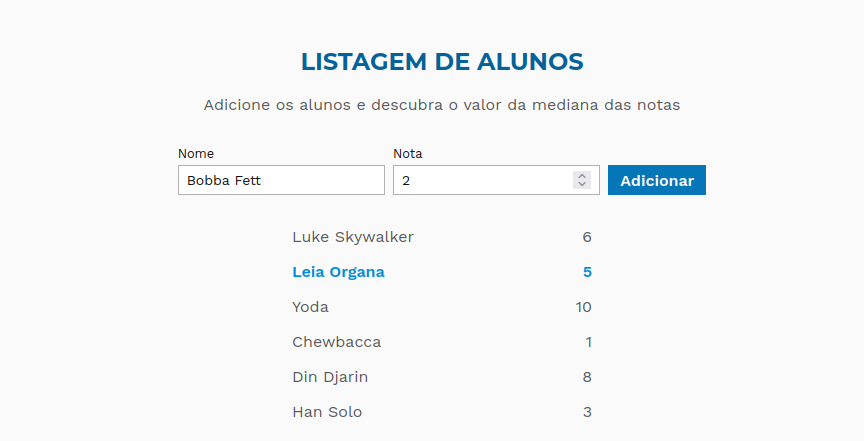 LISTAGEM DE ALUNOS
Adicione os alunos e descubra o valor da mediana das notas
Nome Nota
Bobba Fett 2 Adicionar
Luke Skywalker 6
Leia Organa 5
Yoda 10
Chewbacca 1
Din Djarin 8
Han Solo 3